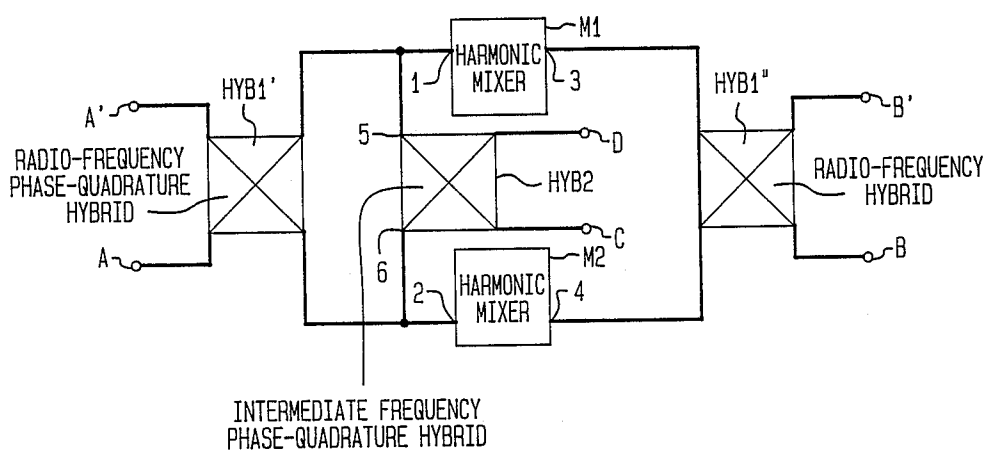 M1
HARMONIC
MIXER
1
3
HYB1'
HYB1"
A'
B'
5
D
RADIO-FREQUENCY
PHASE-QUADRATURE
HYBRID
HYB2
RADIO-FREQUENCY
HYBRID
A
6
C
B
M2
HARMONIC
MIXER
2
4
INTERMEDIATE FREQUENCY
PHASE-QUADRATURE HYBRID